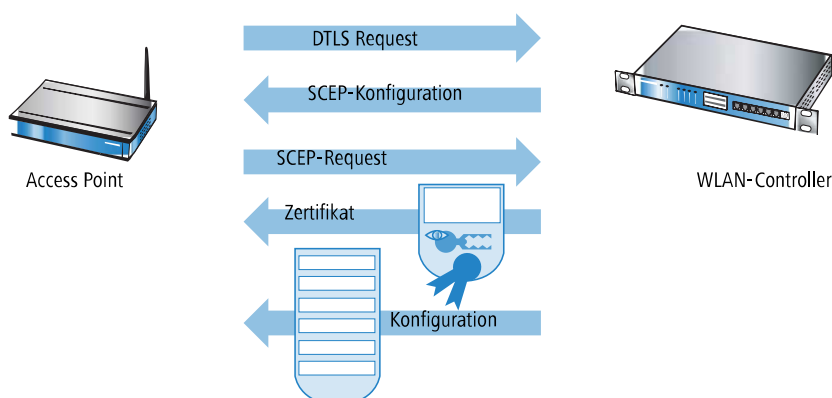 DTLS Request
SCEP-Konfiguration
SCEP-Request
Access Point
WLAN-Controller
Zertifikat
Konfiguration